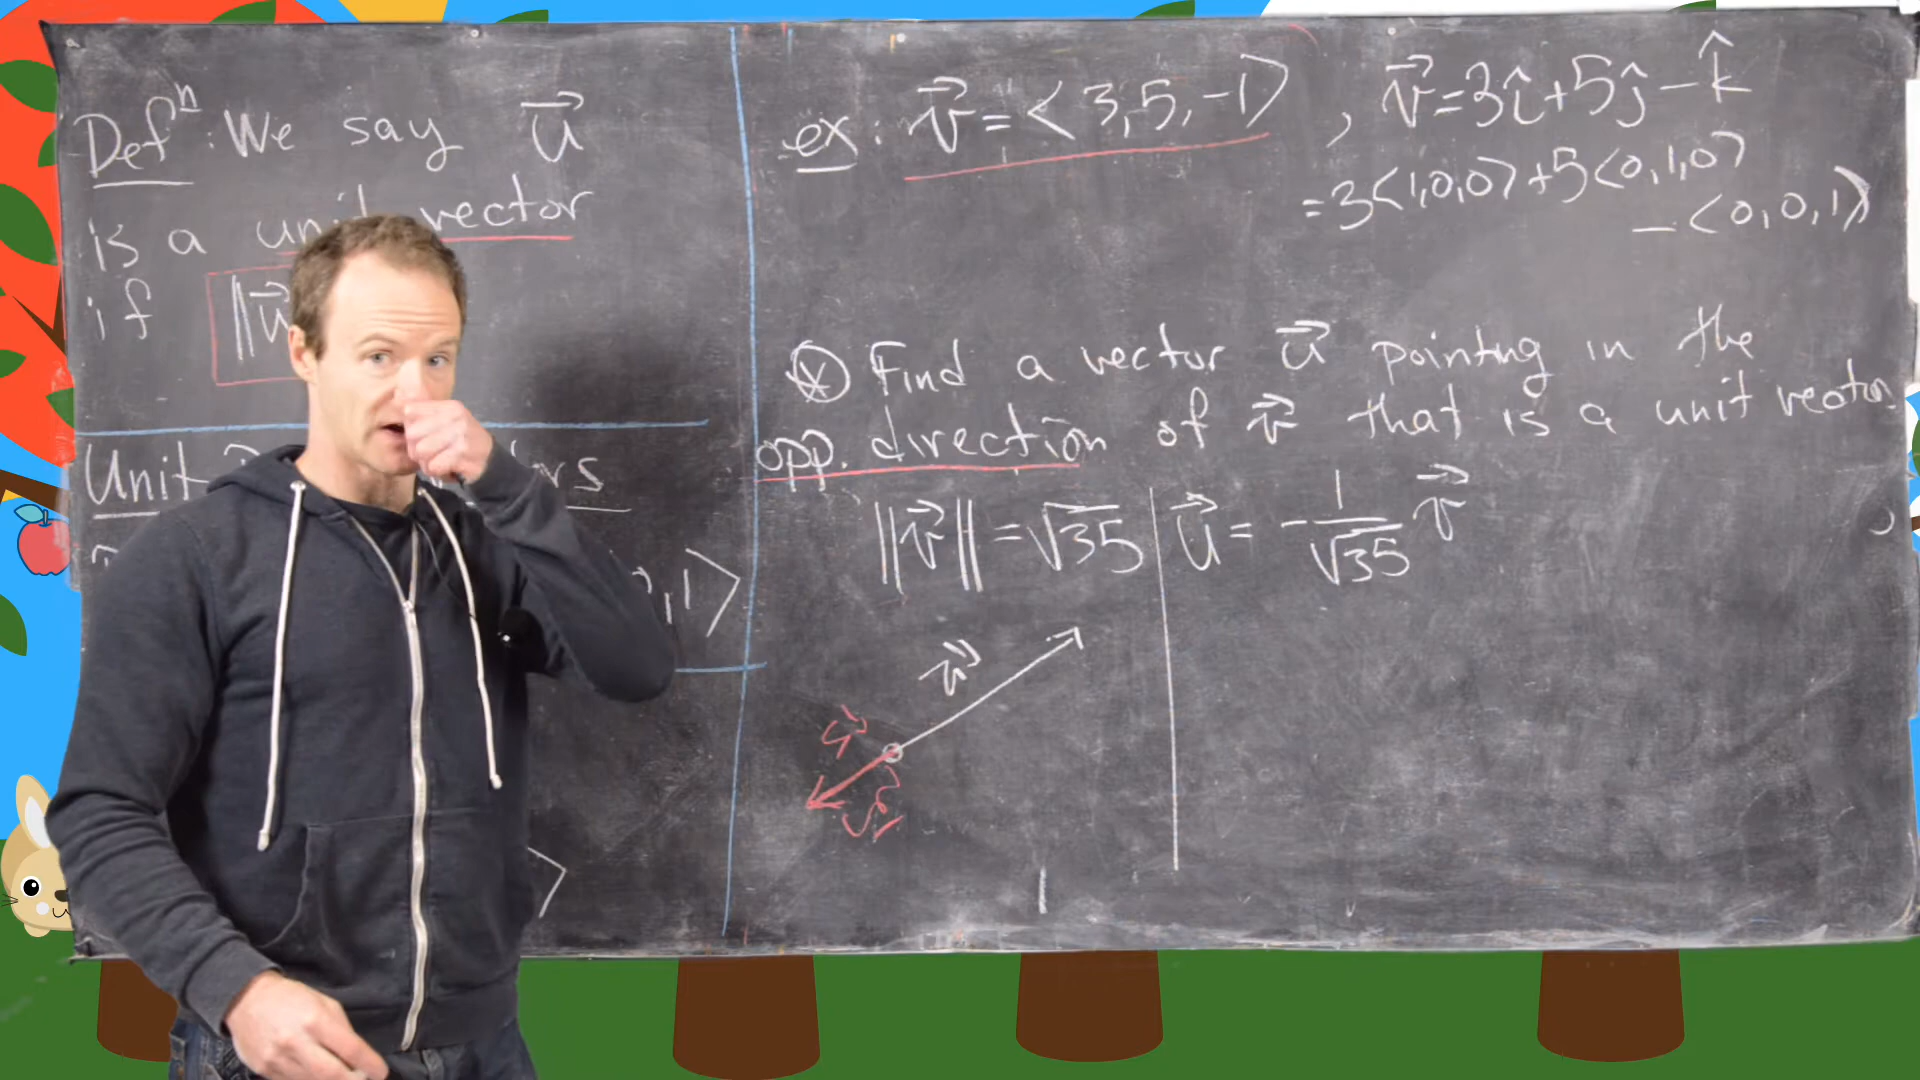 Defⁿ: We say u⃗
is a unit vector
if ||u⃗
Unit
ex: v⃗ = <3,5,-1>, v⃗ = 3î+5ĵ-k̂
= 3<1,0,0>+5<0,1,0>
-<0,0,1>
⊛ Find a vector u⃗ pointing in the
opp. direction of v⃗ that is a unit vector.
||v⃗|| = √35 | u⃗ = -1/√35 v⃗
v⃗
u⃗